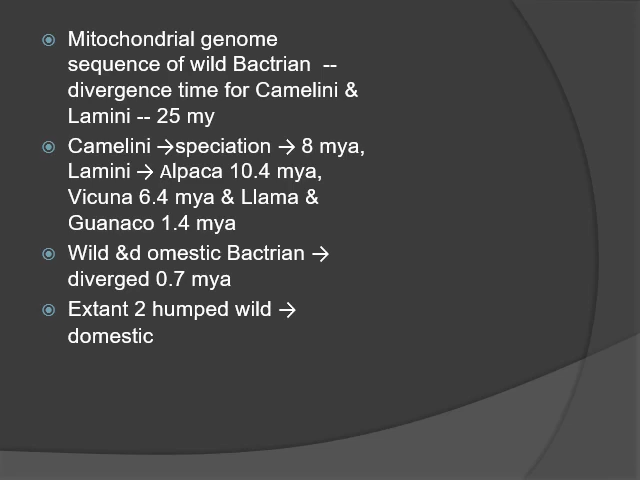 Mitochondrial genome
sequence of wild Bactrian  --
divergence time for Camelini &
Lamini -- 25 my
Camelini →speciation → 8 mya,
Lamini → Alpaca 10.4 mya,
Vicuna 6.4 mya & Llama &
Guanaco 1.4 mya
Wild &d omestic Bactrian →
diverged 0.7 mya
Extant 2 humped wild →
domestic